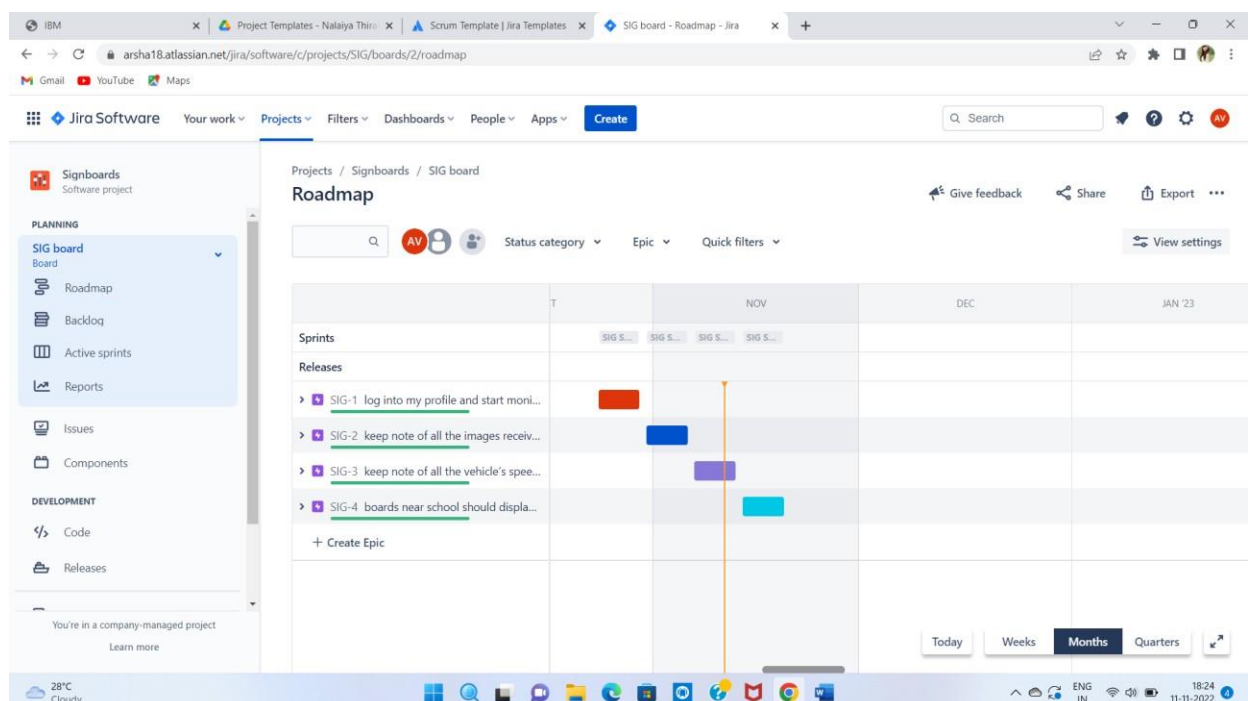 IBM
Project Templates - Nalaiya Thira
Scrum Template | Jira Templates
SIG board - Roadmap - Jira
arsha18.atlassian.net/jira/software/c/projects/SIG/boards/2/roadmap
Gmail YouTube Maps
Jira Software Your work Projects Filters Dashboards People Apps Create Search AV
Signboards
Software project
PLANNING
SIG board
Board
Roadmap
Backlog
Active sprints
Reports
Issues
Components
DEVELOPMENT
Code
Releases
You're in a company-managed project
Learn more
Projects / Signboards / SIG board
Roadmap
Give feedback Share Export
AV Status category Epic Quick filters View settings
T NOV DEC JAN '23
Sprints SIG S... SIG S... SIG S... SIG S...
Releases
SIG-1 log into my profile and start moni...
SIG-2 keep note of all the images receiv...
SIG-3 keep note of all the vehicle's spee...
SIG-4 boards near school should displa...
+ Create Epic
Today Weeks Months Quarters
28°C
Cloudy
ENG
IN
18:24
11-11-2022
4